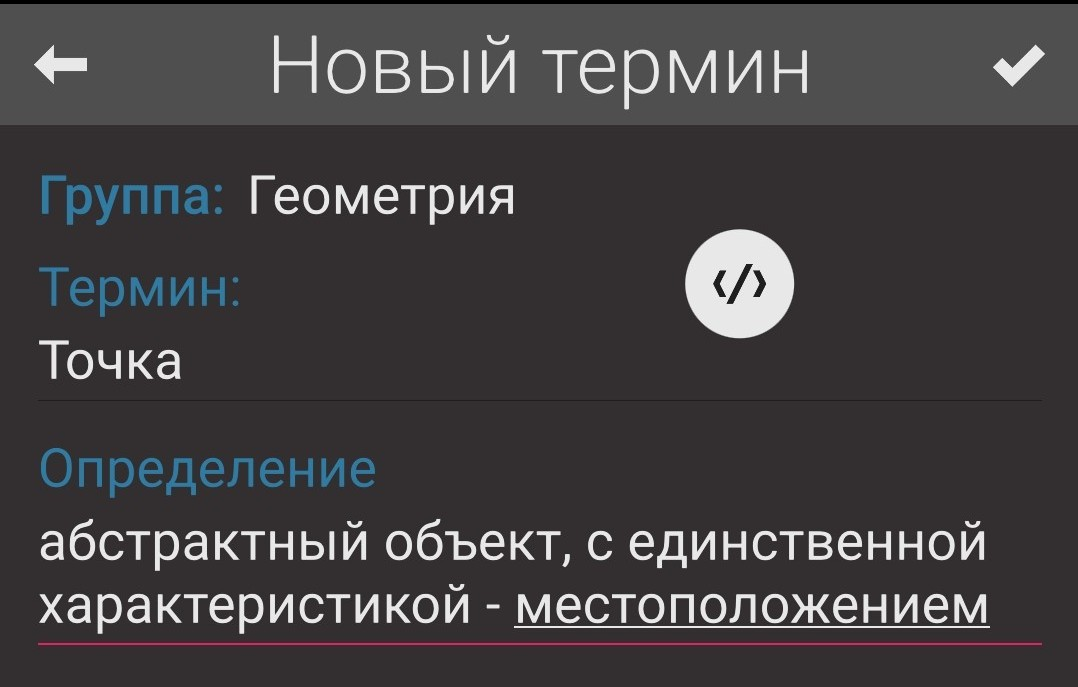 Новый термин
Группа: Геометрия
Термин:
</>
Точка
Определение
абстрактный объект, с единственной
характеристикой - местоположением